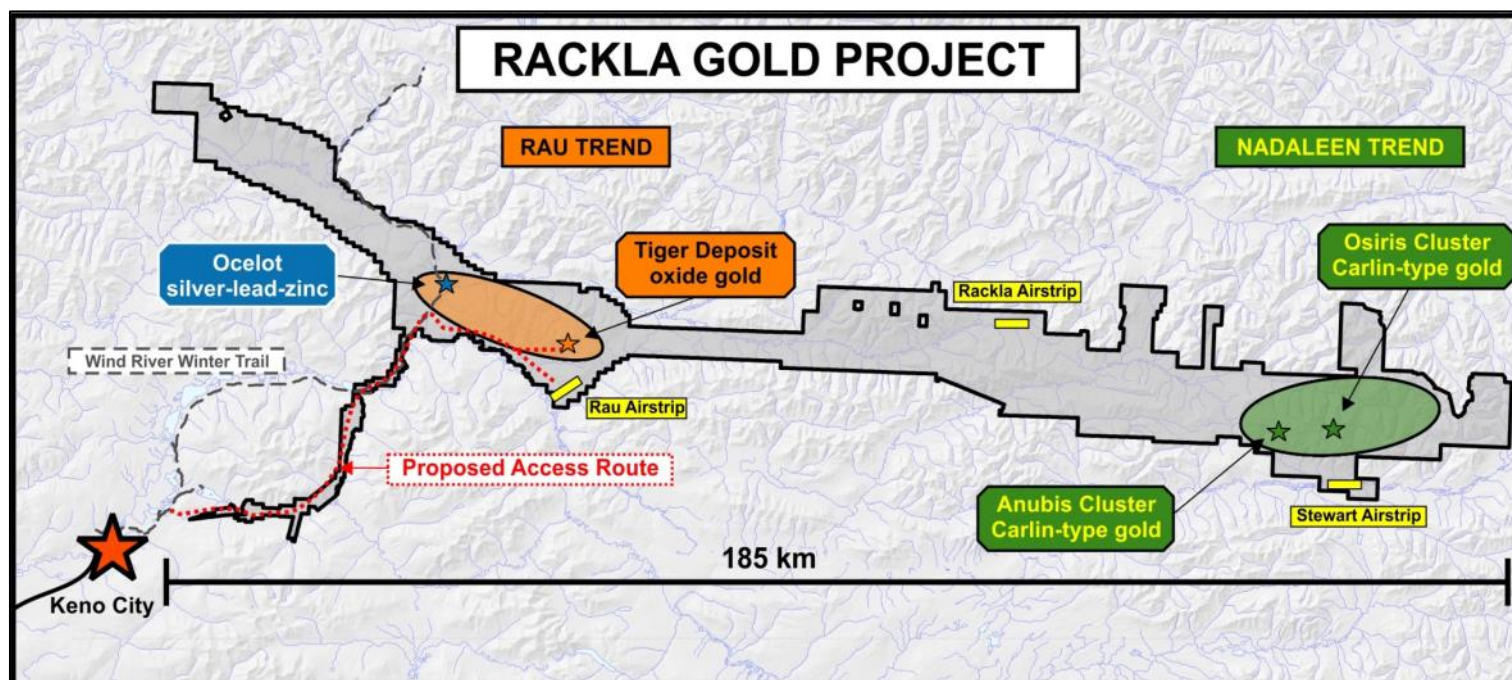 RACKLA GOLD PROJECT
RAU TREND
NADALEEN TREND
Ocelot
silver-lead-zinc
Tiger Deposit
oxide gold
Osiris Cluster
Carlin-type gold
Rackla Airstrip
Wind River Winter Trail
Rau Airstrip
Proposed Access Route
Anubis Cluster
Carlin-type gold
Stewart Airstrip
185 km
Keno City